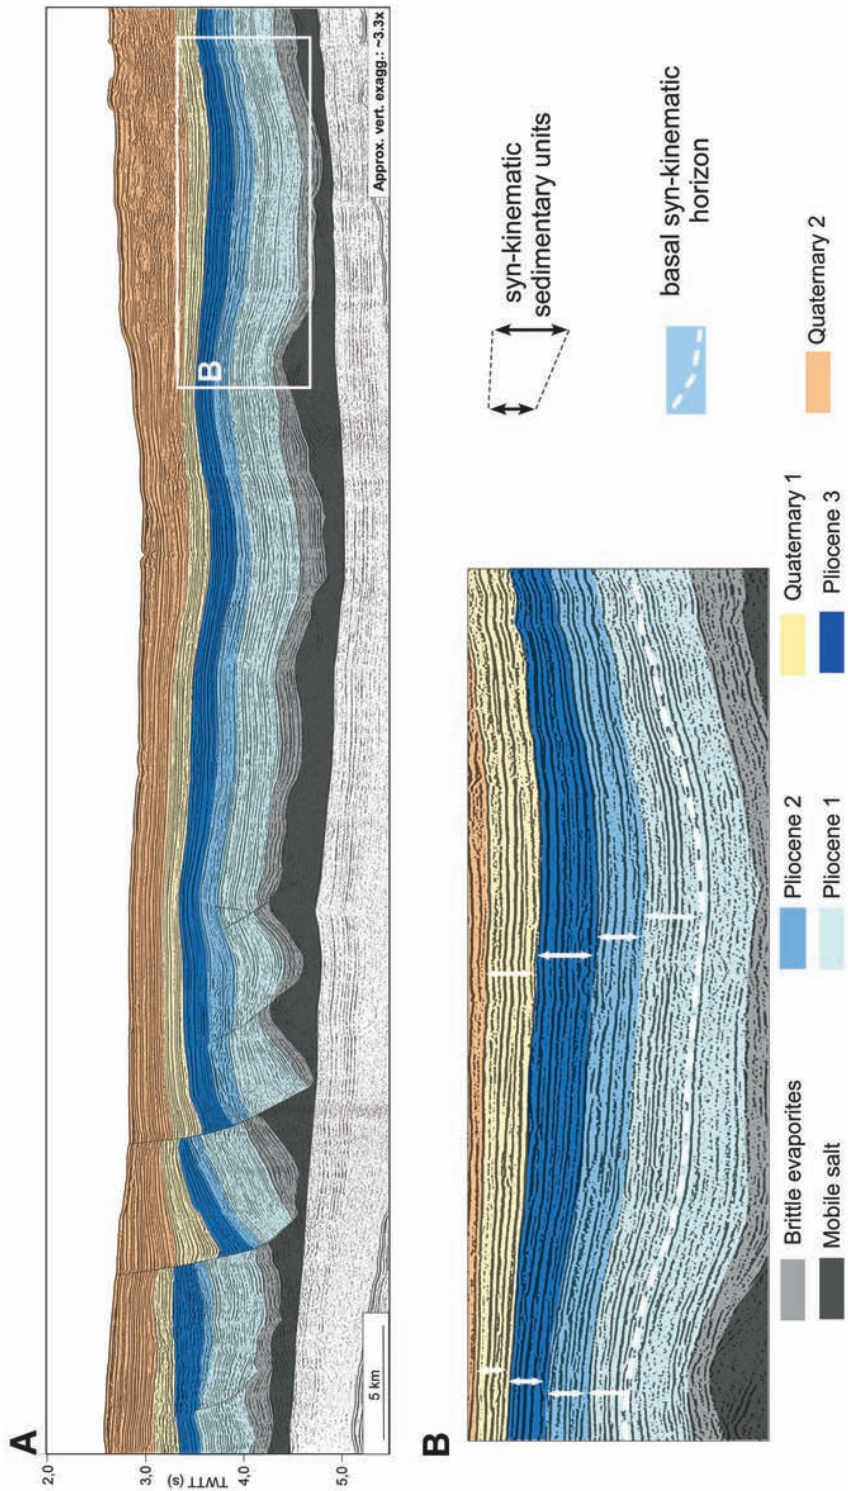 A
2,0
3,0
4,0
5,0
TWTT (s)
5 km
B
Approx. vert. exagg.: ~3.3x
B
syn-kinematic
sedimentary units
basal syn-kinematic
horizon
Brittle evaporites
Pliocene 2
Quaternary 1
Quaternary 2
Mobile salt
Pliocene 1
Pliocene 3